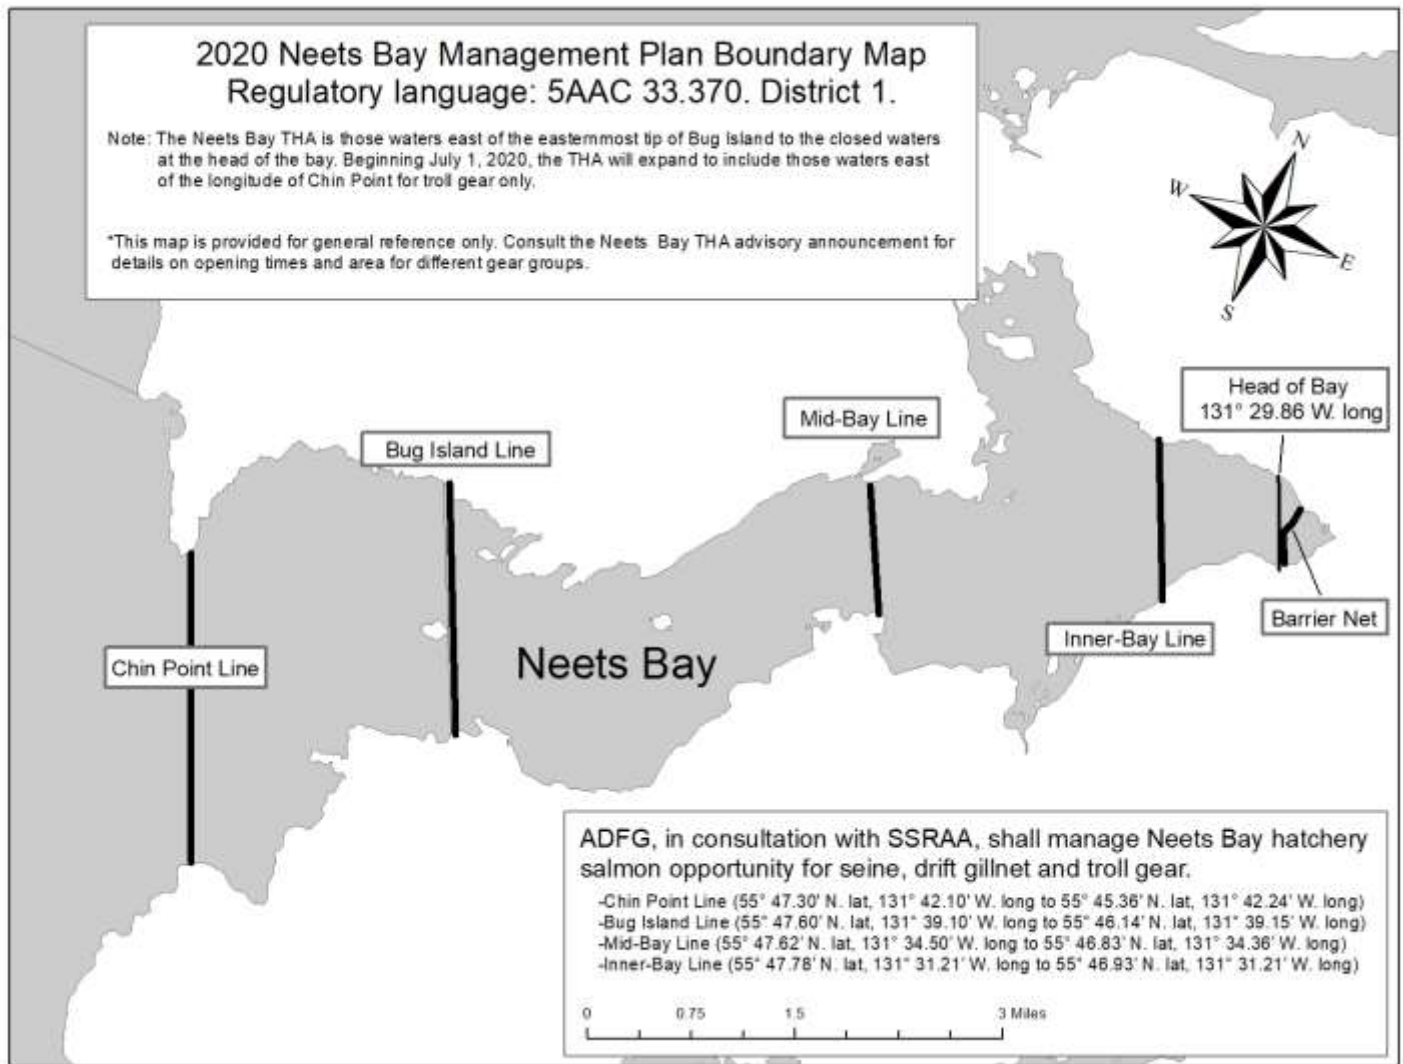 2020 Neets Bay Management Plan Boundary Map
Regulatory language: 5AAC 33.370. District 1.
Note: The Neets Bay THA is those waters east of the easternmost tip of Bug Island to the closed waters
at the head of the bay. Beginning July 1, 2020, the THA will expand to include those waters east
of the longitude of Chin Point for troll gear only.
*This map is provided for general reference only. Consult the Neets Bay THA advisory announcement for
details on opening times and area for different gear groups.
N
W
E
S
Head of Bay
131° 29.86 W. long
Mid-Bay Line
Bug Island Line
Barrier Net
Inner-Bay Line
Chin Point Line
Neets Bay
ADFG, in consultation with SSRAA, shall manage Neets Bay hatchery
salmon opportunity for seine, drift gillnet and troll gear.
-Chin Point Line (55° 47.30' N. lat, 131° 42.10' W. long to 55° 45.36' N. lat, 131° 42.24' W. long)
-Bug Island Line (55° 47.60' N. lat, 131° 39.10' W. long to 55° 46.14' N. lat, 131° 39.15' W. long)
-Mid-Bay Line (55° 47.62' N. lat, 131° 34.50' W. long to 55° 46.83' N. lat, 131° 34.36' W. long)
-Inner-Bay Line (55° 47.78' N. lat, 131° 31.21' W. long to 55° 46.93' N. lat, 131° 31.21' W. long)
0 0.75 1.5 3 Miles